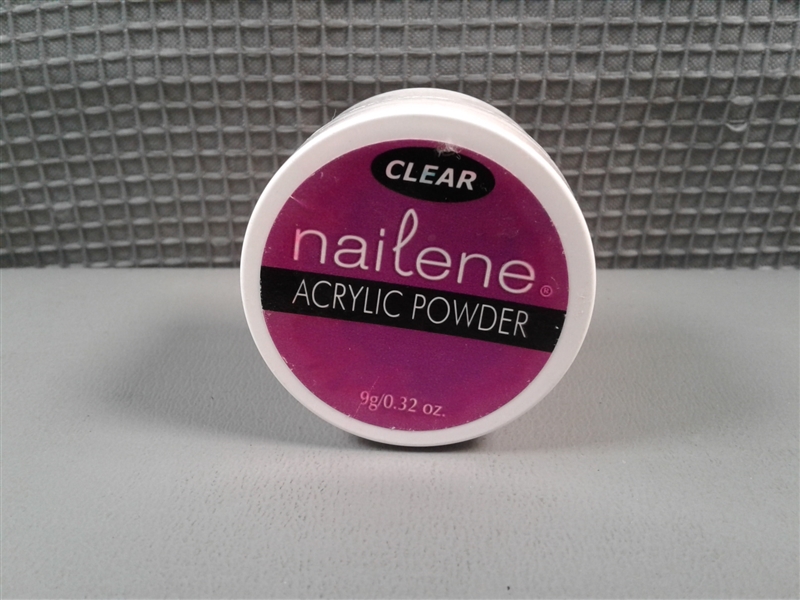 CLEAR
nailene®
ACRYLIC POWDER
9g/0.32 oz.